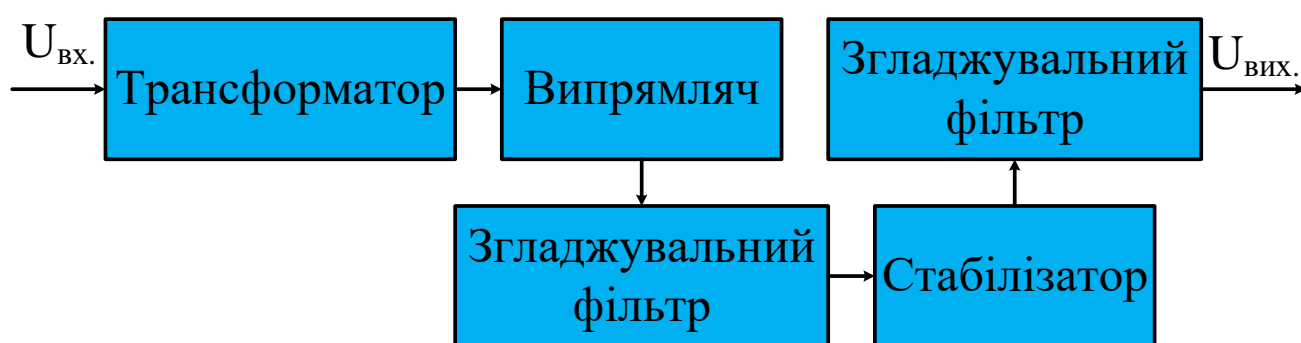 Uвх.
Трансформатор
Випрямляч
Згладжувальний
фільтр
Стабілізатор
Згладжувальний
фільтр
Uвих.